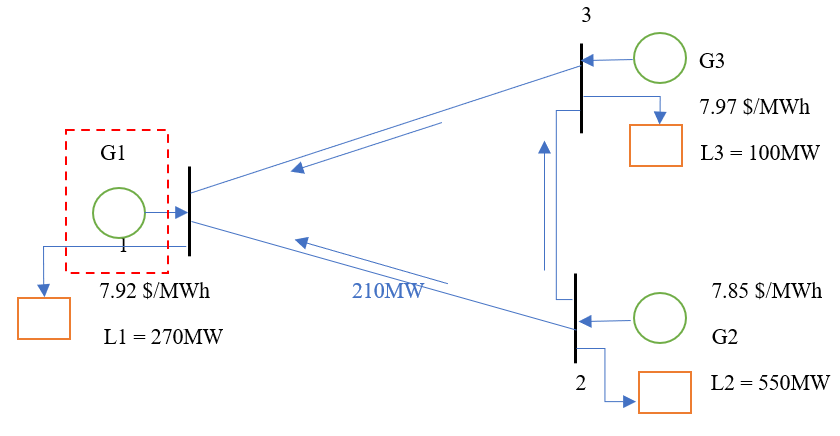 3
G3
7.97 $/MWh
L3 = 100MW
G1
1
7.92 $/MWh
L1 = 270MW
210MW
7.85 $/MWh
G2
2
L2 = 550MW